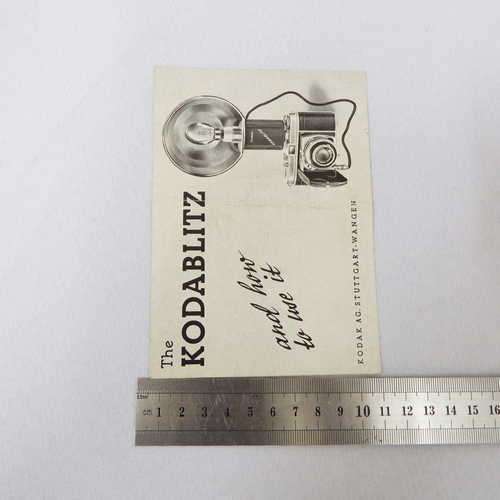 The
KODABLITZ
and how
to use it
KODAK AG. STUTTGART-WANGEN
cm 1 2 3 4 5 6 7 8 9 10 11 12 13 14 15 16